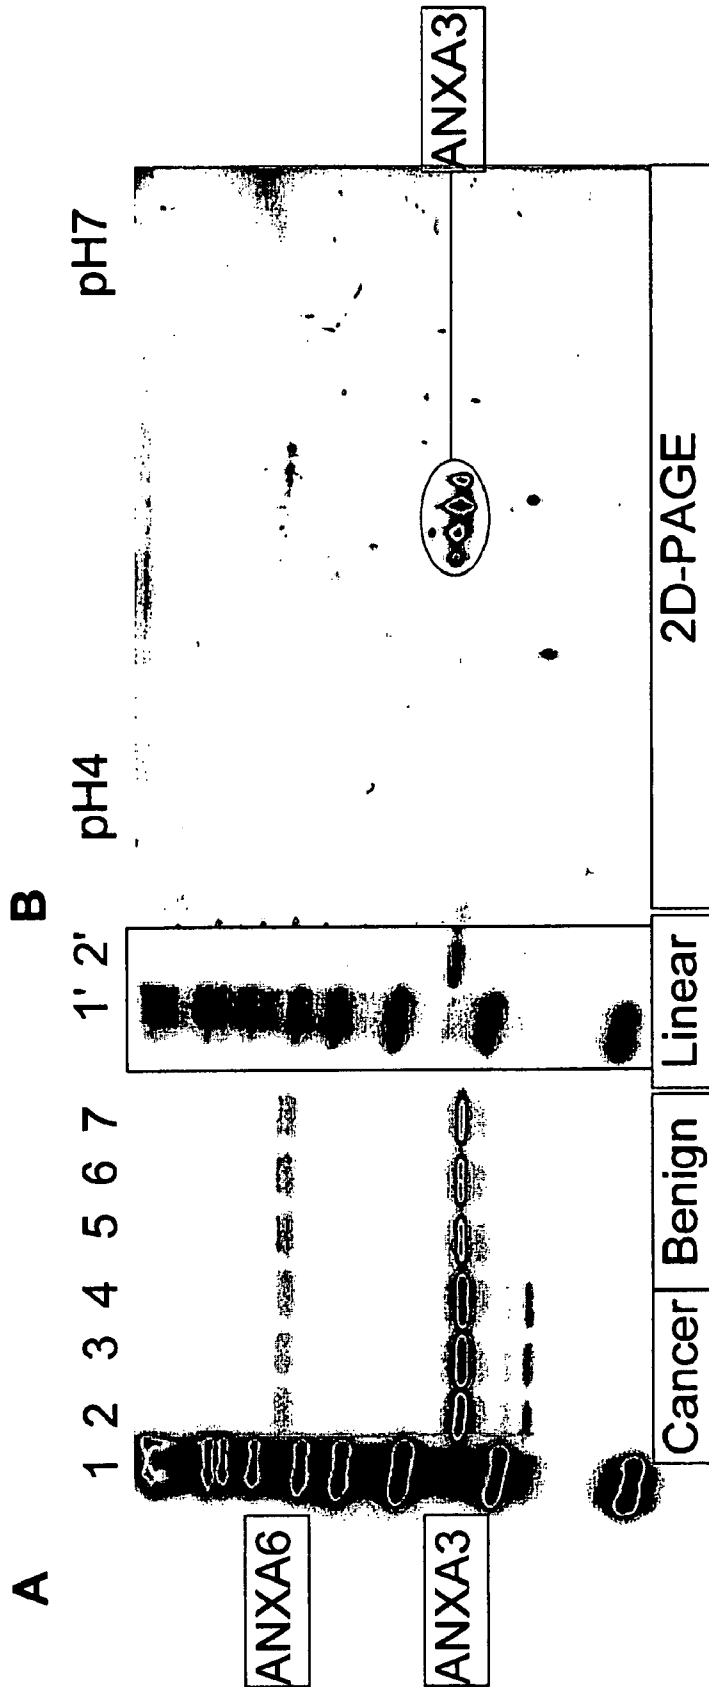 A
B
1 2 3 4 5 6 7
1' 2'
pH4
pH7
ANXA6
ANXA3
ANXA3
Cancer
Benign
Linear
2D-PAGE